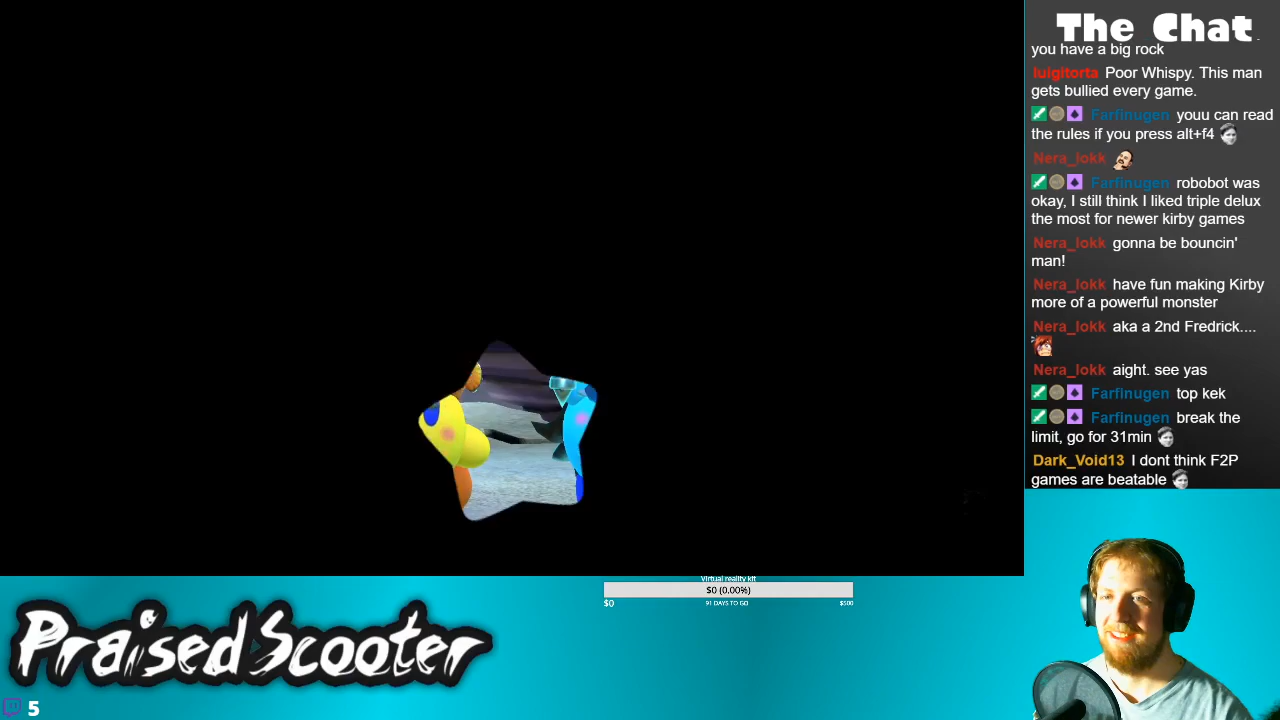 The Chat
you have a big rock
luigitorta Poor Whispy. This man
gets bullied every game.
Farfinugen youu can read
the rules if you press alt+f4
Nera_lokk
Farfinugen robobot was
okay, I still think I liked triple delux
the most for newer kirby games
Nera_lokk gonna be bouncin'
man!
Nera_lokk have fun making Kirby
more of a powerful monster
Nera_lokk aka a 2nd Fredrick....
Nera_lokk aight. see yas
Farfinugen top kek
Farfinugen break the
limit, go for 31min
Dark_Void13 I dont think F2P
games are beatable
Virtual reality kit
$0 (0.00%)
$0 91 DAYS TO GO $500
PraisedScooter
5